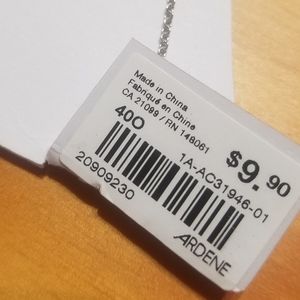 Made in China
Fabriqué en Chine
CA 21099 / RN 148061
400
$9.90
1A-AC31946-01
20909230
ARDENE